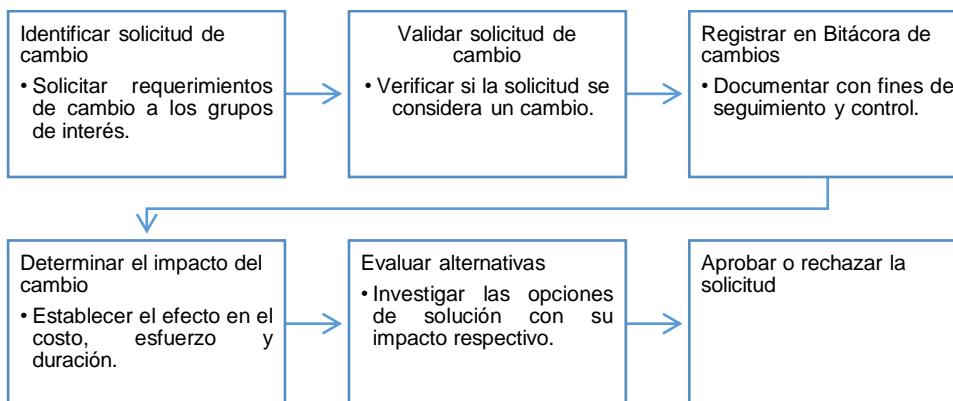 Identificar solicitud de
cambio
• Solicitar requerimientos
de cambio a los grupos
de interés.
Validar solicitud de
cambio
• Verificar si la solicitud se
considera un cambio.
Registrar en Bitácora de
cambios
• Documentar con fines de
seguimiento y control.
Determinar el impacto del
cambio
• Establecer el efecto en el
costo, esfuerzo y
duración.
Evaluar alternativas
• Investigar las opciones
de solución con su
impacto respectivo.
Aprobar o rechazar la
solicitud